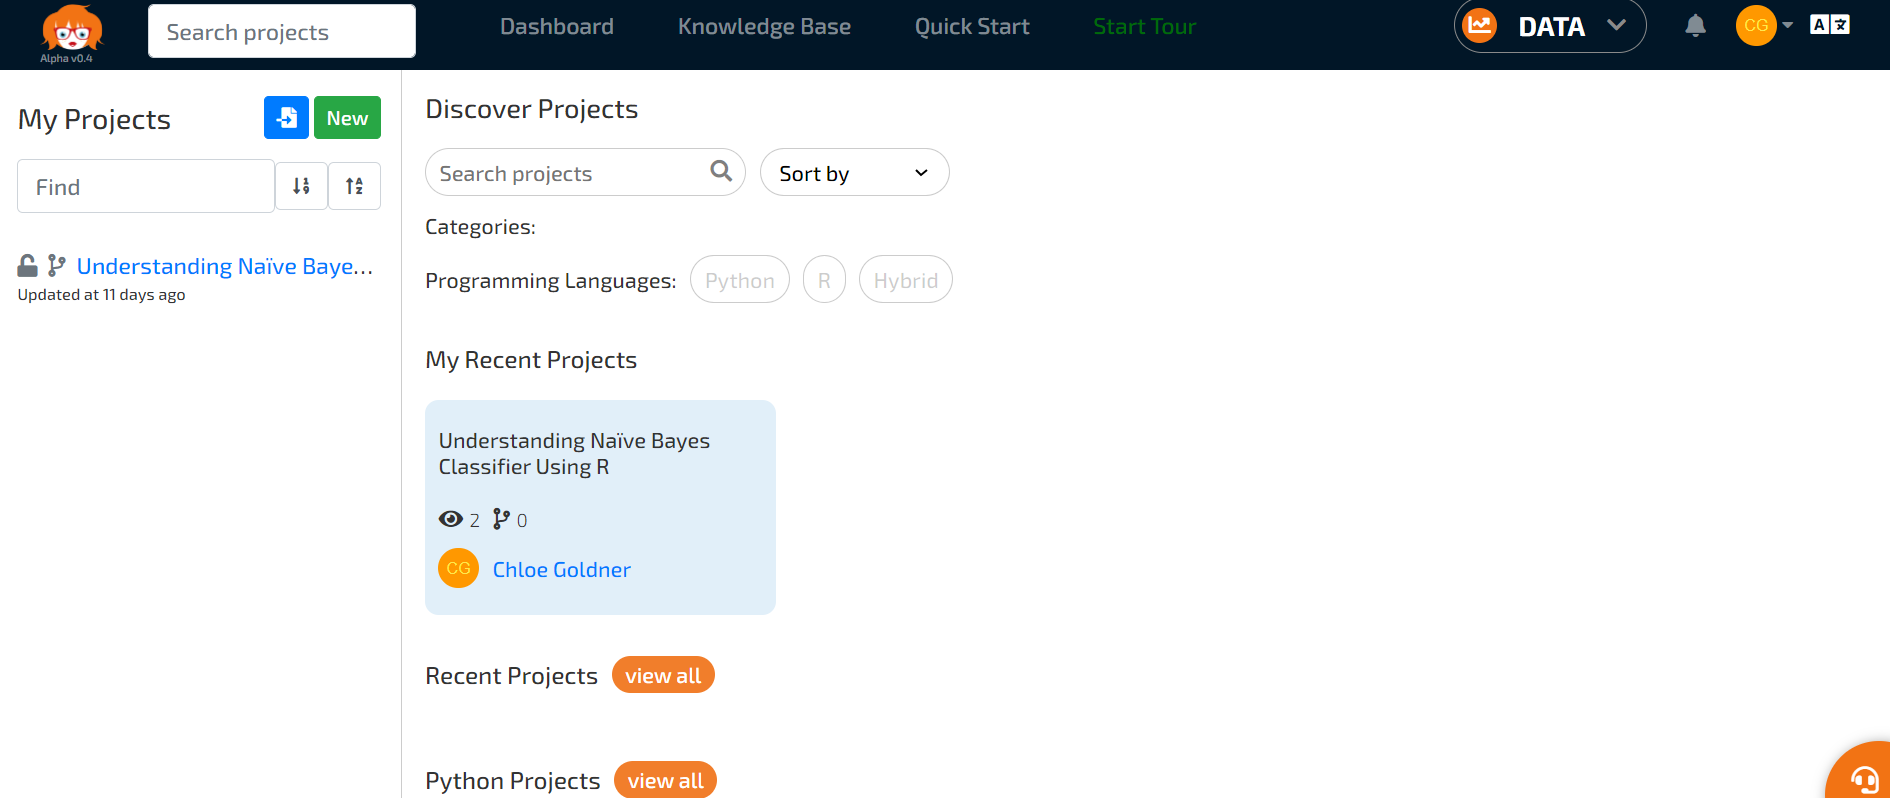 Alpha v0.4
Search projects
Dashboard
Knowledge Base
Quick Start
Start Tour
DATA
CG
A
My Projects
New
Find
Understanding Naïve Baye...
Updated at 11 days ago
Discover Projects
Search projects
Sort by
Categories:
Programming Languages: Python R Hybrid
My Recent Projects
Understanding Naïve Bayes
Classifier Using R
2 0
CG Chloe Goldner
Recent Projects view all
Python Projects view all